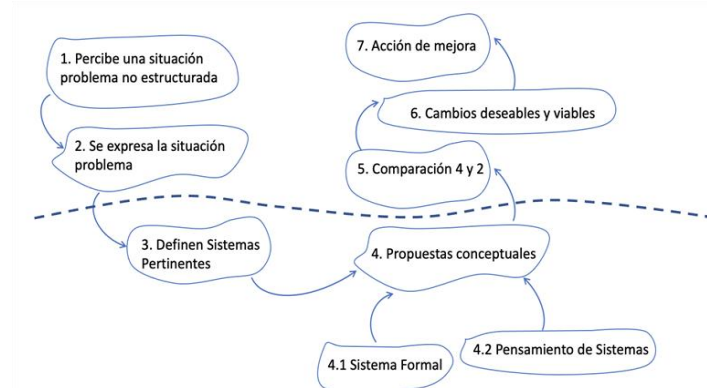 1. Percibe una situación
problema no estructurada
2. Se expresa la situación
problema
3. Definen Sistemas
Pertinentes
4. Propuestas conceptuales
4.1 Sistema Formal
4.2 Pensamiento de Sistemas
5. Comparación 4 y 2
6. Cambios deseables y viables
7. Acción de mejora